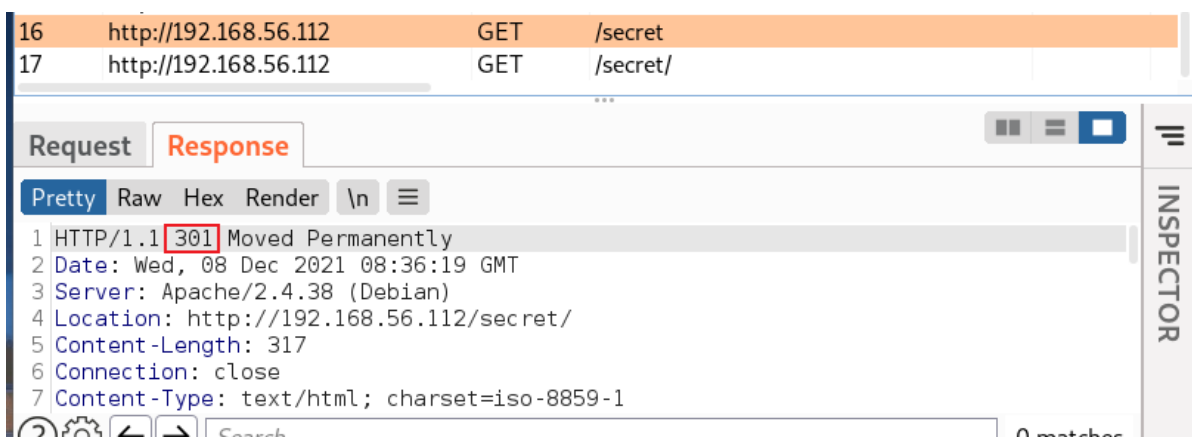 16 http://192.168.56.112 GET /secret
17 http://192.168.56.112 GET /secret/
Request Response
Pretty Raw Hex Render \n
INSPECTOR
1 HTTP/1.1 301 Moved Permanently
2 Date: Wed, 08 Dec 2021 08:36:19 GMT
3 Server: Apache/2.4.38 (Debian)
4 Location: http://192.168.56.112/secret/
5 Content-Length: 317
6 Connection: close
7 Content-Type: text/html; charset=iso-8859-1
Search... 0 matches